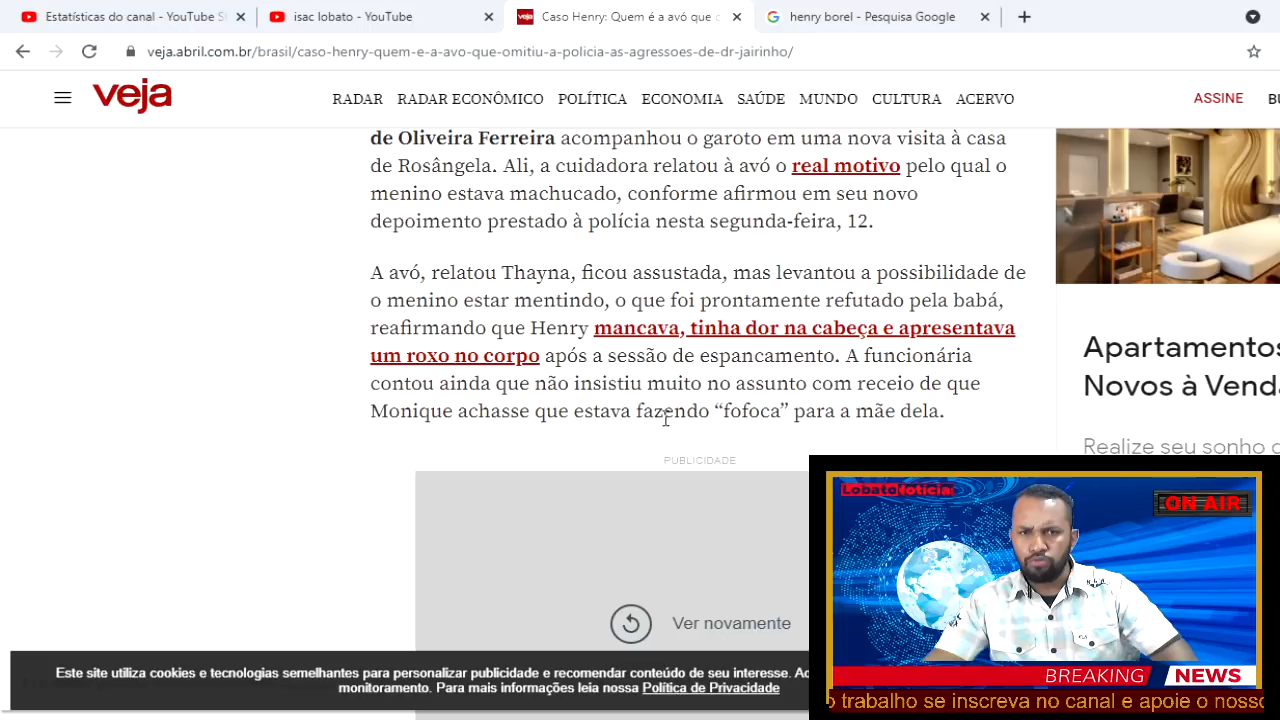 Estatísticas do canal - YouTube S
isac lobato - YouTube
Caso Henry: Quem é a avó que
henry borel - Pesquisa Google
veja.abril.com.br/brasil/caso-henry-quem-e-a-avo-que-omitiu-a-policia-as-agressoes-de-dr-jairinho/
veja
RADAR RADAR ECONÔMICO POLÍTICA ECONOMIA SAÚDE MUNDO CULTURA ACERVO
ASSINE
de Oliveira Ferreira acompanhou o garoto em uma nova visita à casa
de Rosângela. Ali, a cuidadora relatou à avó o real motivo pelo qual o
menino estava machucado, conforme afirmou em seu novo
depoimento prestado à polícia nesta segunda-feira, 12.
A avó, relatou Thayna, ficou assustada, mas levantou a possibilidade de
o menino estar mentindo, o que foi prontamente refutado pela babá,
reafirmando que Henry mancava, tinha dor na cabeça e apresentava
um roxo no corpo após a sessão de espancamento. A funcionária
contou ainda que não insistiu muito no assunto com receio de que
Monique achasse que estava fazendo “fofoca” para a mãe dela.
PUBLICIDADE
Ver novamente
Apartamentos
Novos à Venda
Realize seu sonho
Este site utiliza cookies e tecnologias semelhantes para personalizar publicidade e recomendar conteúdo de seu interesse.
monitoramento. Para mais informações leia nossa Política de Privacidade
Lobato Notícia
ON AIR
BREAKING NEWS
o trabalho se inscreva no canal e apoie o nosso